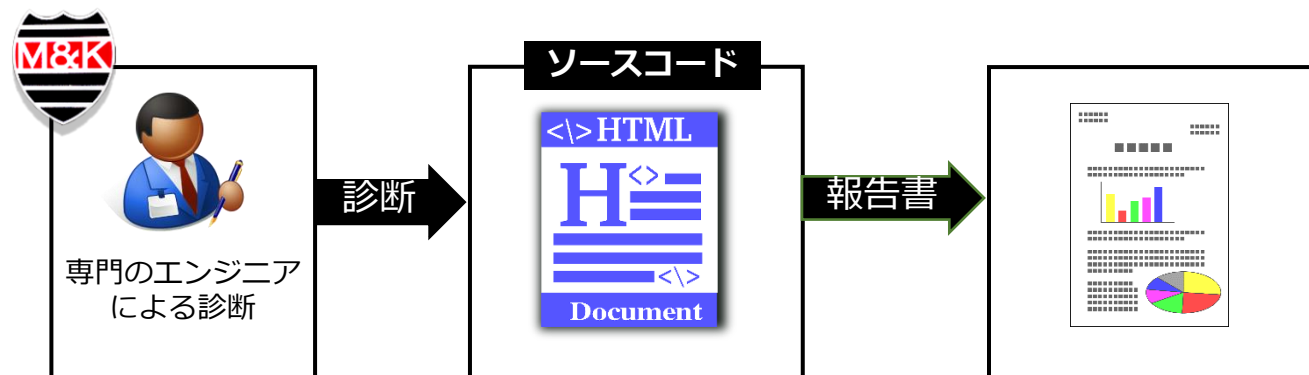 M&K
専門のエンジニア
による診断
診断
ソースコード
<\>HTML
H<>
<\>
Document
報告書